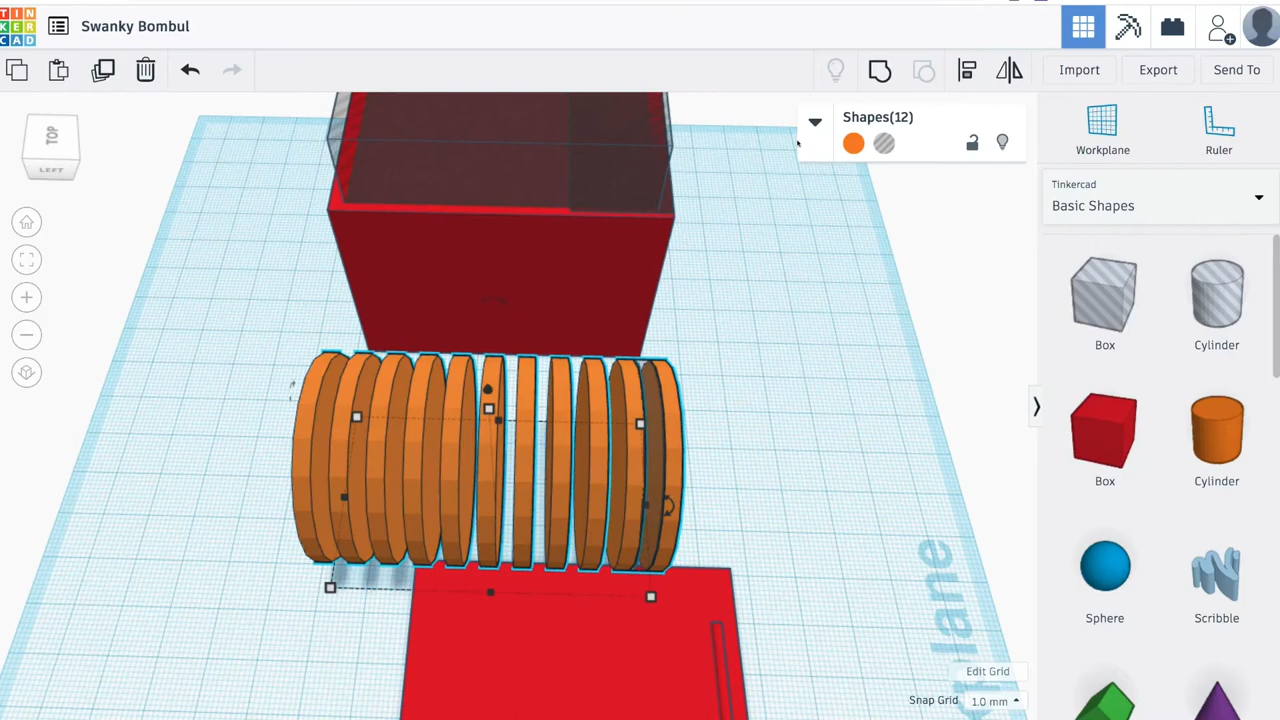 TIN
KER
CAD
Swanky Bombul
Import
Export
Send To
TOP
LEFT
Shapes(12)
Workplane
Ruler
Tinkercad
Basic Shapes
Box
Cylinder
Box
Cylinder
Sphere
Scribble
lane
Edit Grid
Snap Grid
1.0 mm